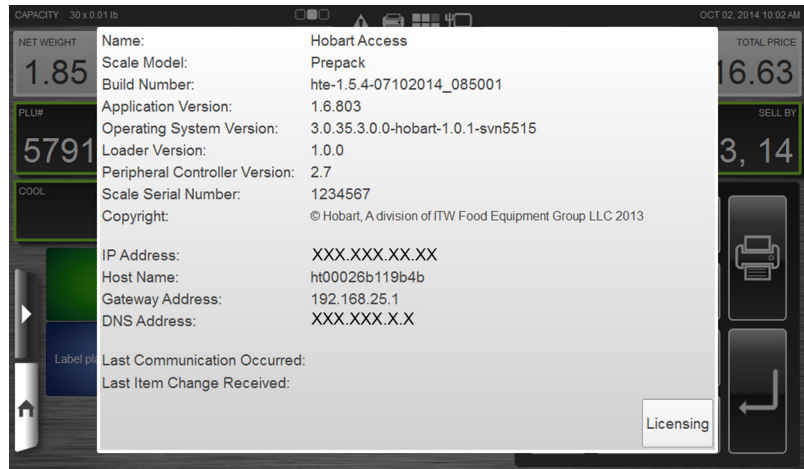 CAPACITY 30 x 0.01 lb
OCT 02, 2014 10:02 AM
NET WEIGHT
TOTAL PRICE
1.85
16.63
PLU#
SELL BY
5791
3, 14
COOL
Label pla
Name: Hobart Access
Scale Model: Prepack
Build Number: hte-1.5.4-07102014_085001
Application Version: 1.6.803
Operating System Version: 3.0.35.3.0.0-hobart-1.0.1-svn5515
Loader Version: 1.0.0
Peripheral Controller Version: 2.7
Scale Serial Number: 1234567
Copyright: © Hobart, A division of ITW Food Equipment Group LLC 2013
IP Address: XXX.XXX.XX.XX
Host Name: ht00026b119b4b
Gateway Address: 192.168.25.1
DNS Address: XXX.XXX.X.X
Last Communication Occurred:
Last Item Change Received:
Licensing